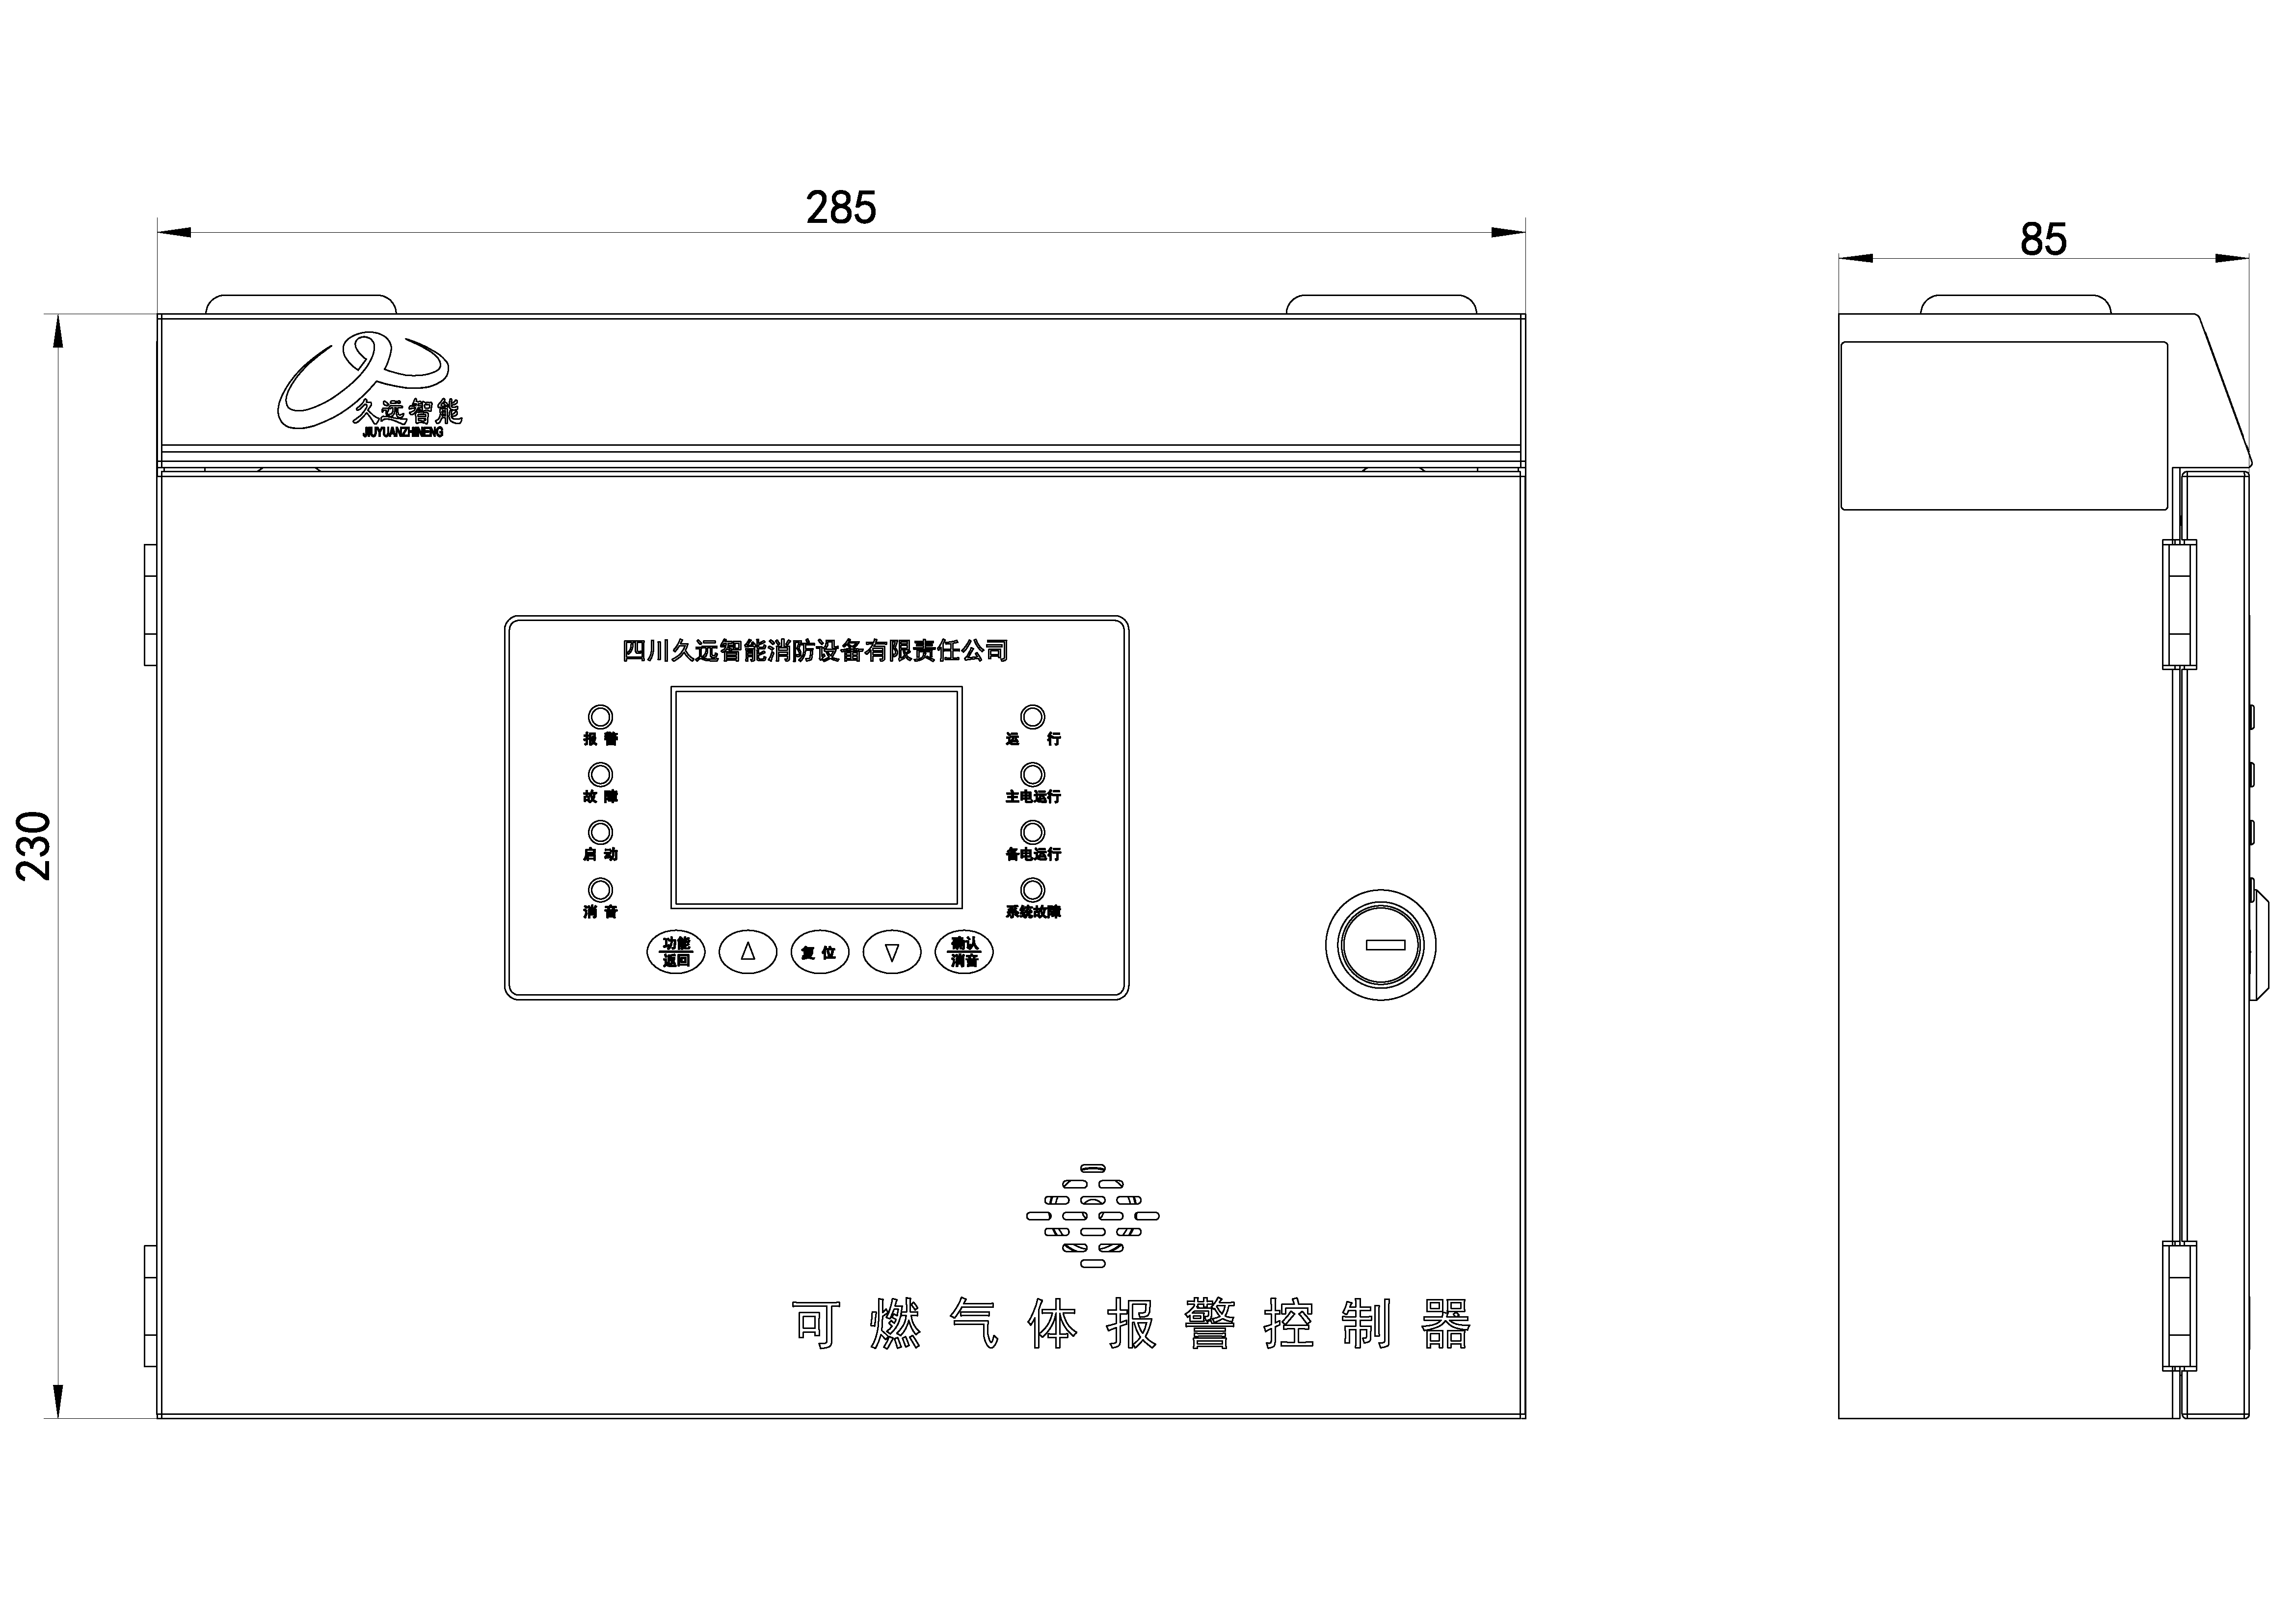 285
85
久远智能
JIUYUANZHINENG
230
四川久远智能消防设备有限责任公司
报 警
运 行
故 障
主电运行
启 动
备电运行
消 音
系统故障
功能
返回
△
复 位
▽
确认
消音
可燃气体报警控制器